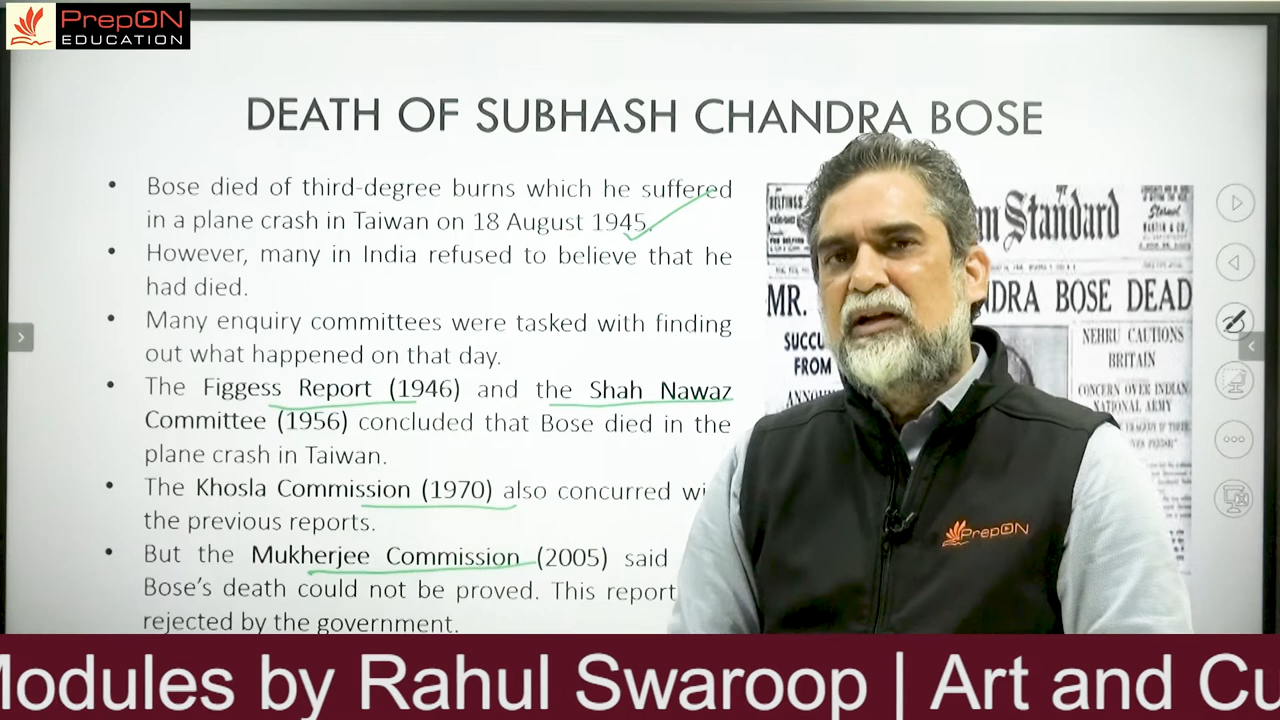 PrepON
EDUCATION
DEATH OF SUBHASH CHANDRA BOSE
• Bose died of third-degree burns which he suffered
in a plane crash in Taiwan on 18 August 1945.
• However, many in India refused to believe that he
had died.
• Many enquiry committees were tasked with finding
out what happened on that day.
• The Figgess Report (1946) and the Shah Nawaz
Committee (1956) concluded that Bose died in the
plane crash in Taiwan.
• The Khosla Commission (1970) also concurred wi
the previous reports.
• But the Mukherjee Commission (2005) said
Bose's death could not be proved. This report
rejected by the government.
Standard
MR.
NDRA BOSE DEAD
SUCCU
FROM
NEHRU CAUTIONS
BRITAIN
CONCERN OVER INDIAN
NATIONAL ARMY
PrepON
Modules by Rahul Swaroop | Art and Cu